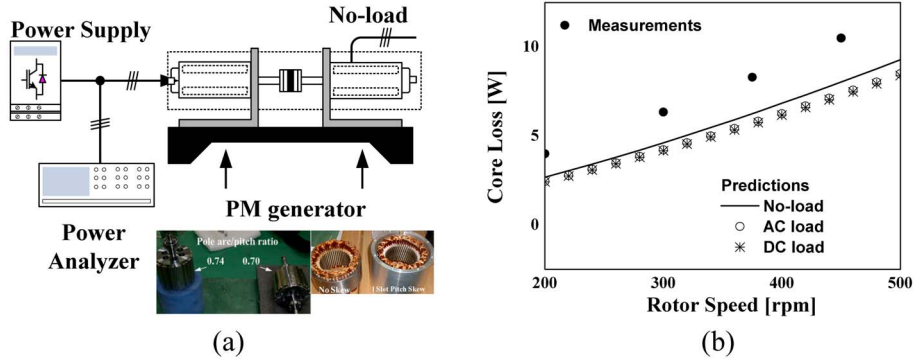 Power Supply
No-load
PM generator
Power
Analyzer
Pole arc/pitch ratio
0.74 0.70
No Skew
1 Slot Pitch Skew
(a)
Core Loss [W]
10
5
0
Measurements
Predictions
No-load
AC load
DC load
200 300 400 500
Rotor Speed [rpm]
(b)